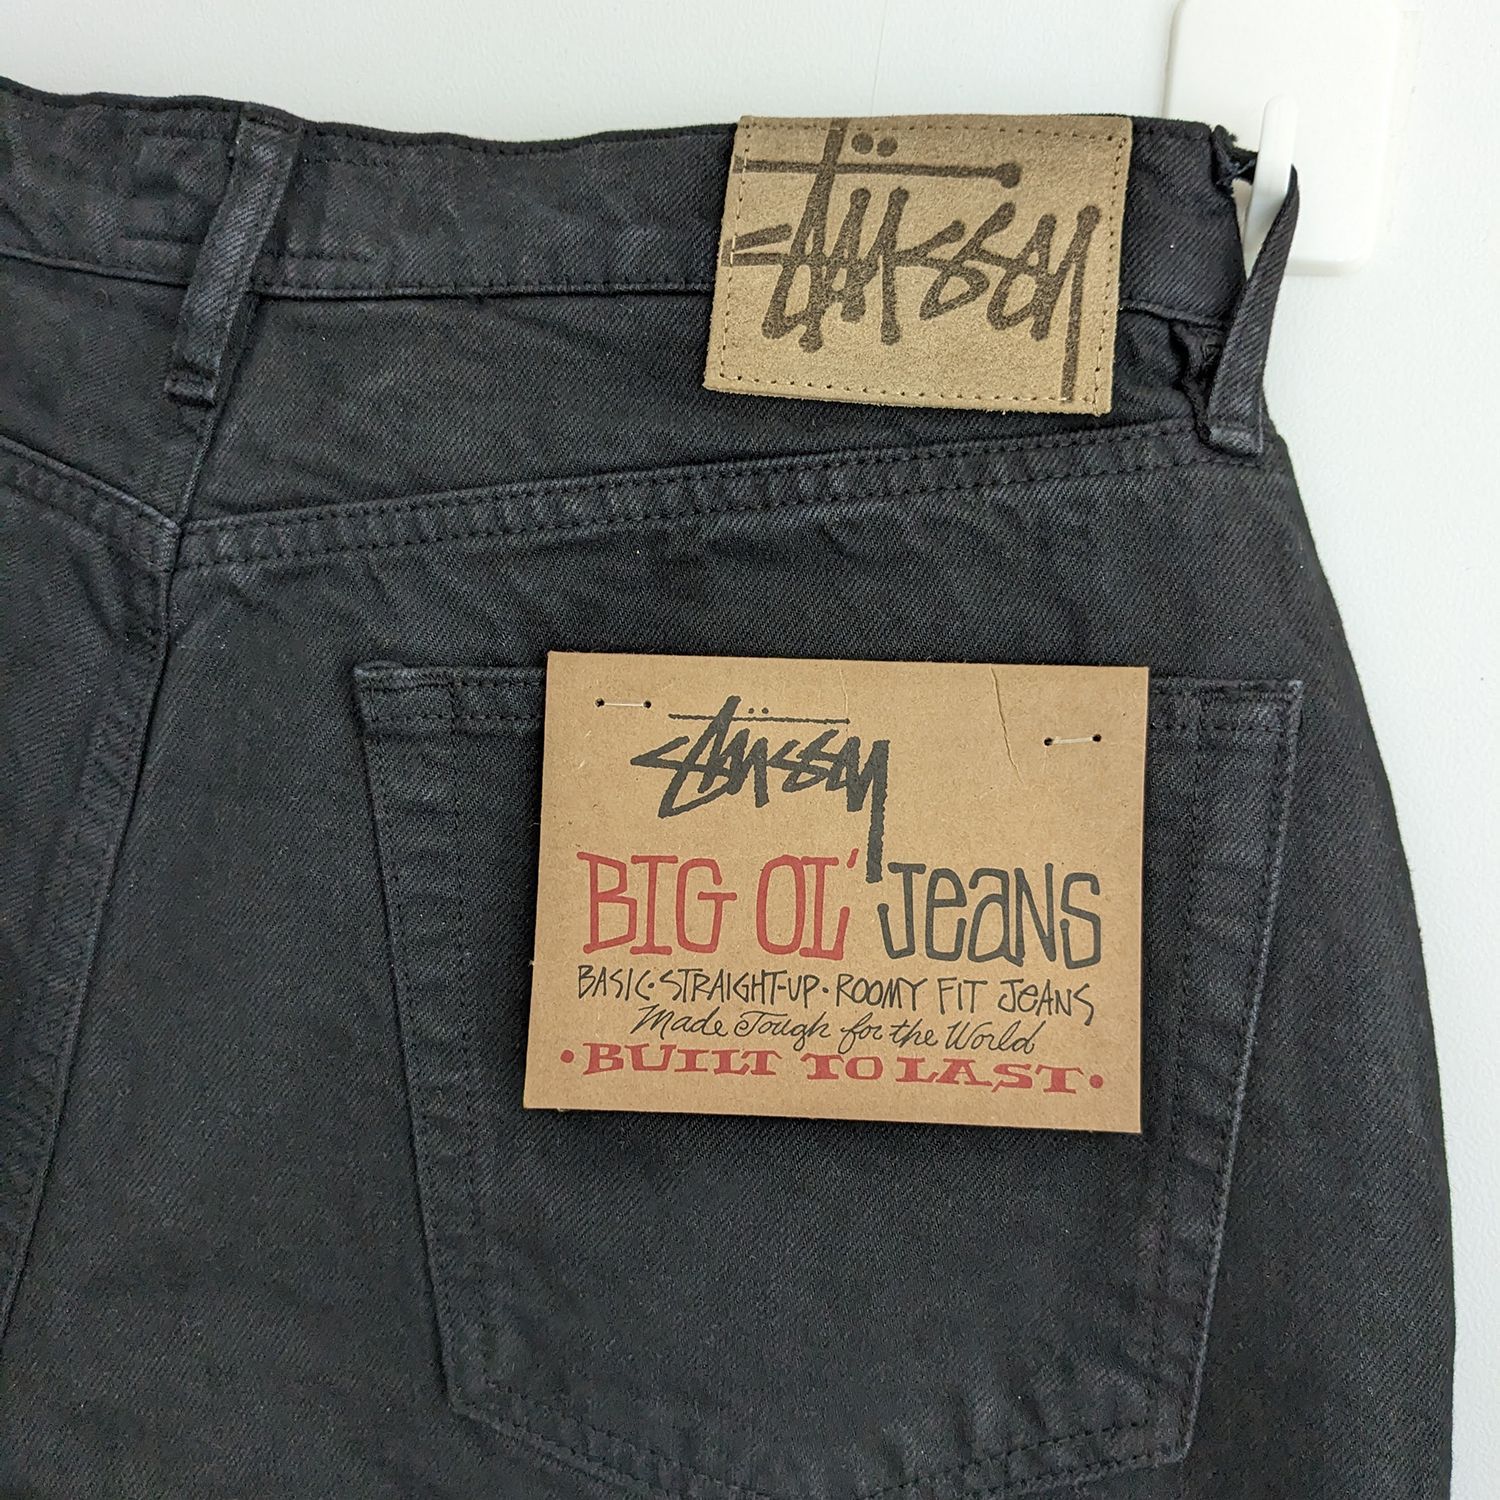 Stüssy
Stüssy
BIG OL' JEANS
BASIC·STRAIGHT-UP·ROOMY FIT JEANS
Made Tough for the World
·BUILT TO LAST·